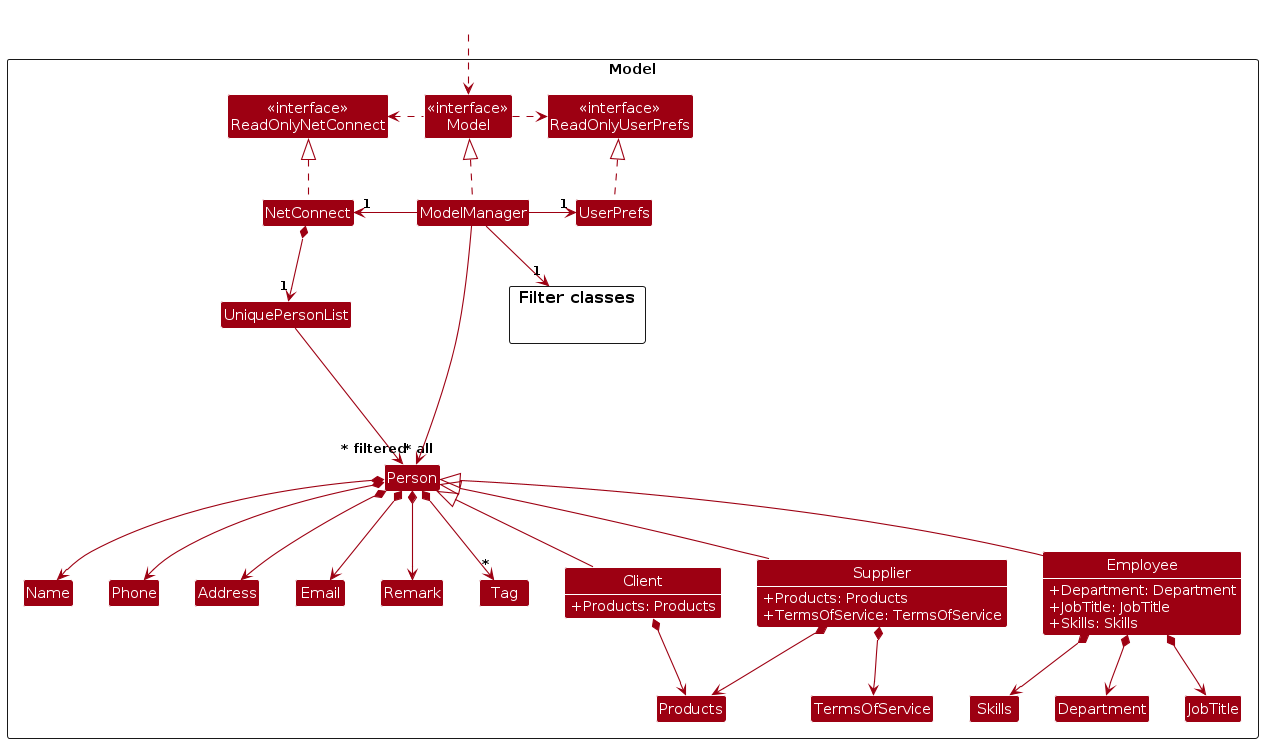 Model
«interface»
ReadOnlyNetConnect
«interface»
Model
«interface»
ReadOnlyUserPrefs
NetConnect
1
ModelManager
1
UserPrefs
1
1
Filter classes
UniquePersonList
* filtered
* all
Person
*
Name
Phone
Address
Email
Remark
Tag
Client
+Products: Products
Supplier
+Products: Products
+TermsOfService: TermsOfService
Employee
+Department: Department
+JobTitle: JobTitle
+Skills: Skills
Products
TermsOfService
Skills
Department
JobTitle